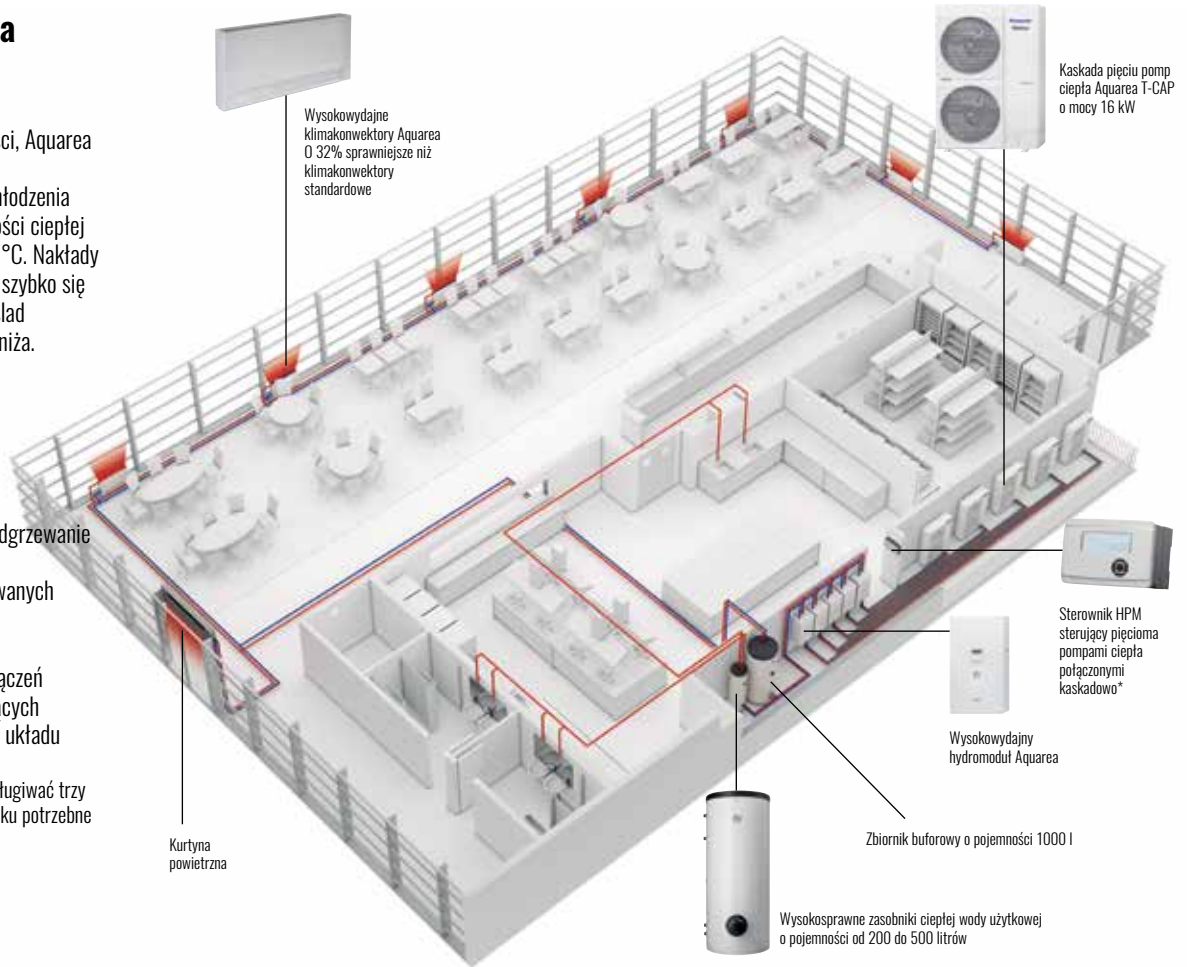 a
ci, Aquarea
łodzenia
ości ciepłej
°C. Nakłady
szybko się
lad
niża.
dgrzewanie
wanych
ączeń
ących
układu
ługiwać trzy
ku potrzebne
Wysokowydajne
klimakonwektory Aquarea
O 32% sprawniejsze niż
klimakonwektory
standardowe
Kaskada pięciu pomp
ciepła Aquarea T-CAP
o mocy 16 kW
Sterownik HPM
sterujący pięcioma
pompami ciepła
połączonymi
kaskadowo*
Wysokowydajny
hydromoduł Aquarea
Zbiornik buforowy o pojemności 1000 l
Kurtyna
powietrzna
Wysokosprawne zasobniki ciepłej wody użytkowej
o pojemności od 200 do 500 litrów